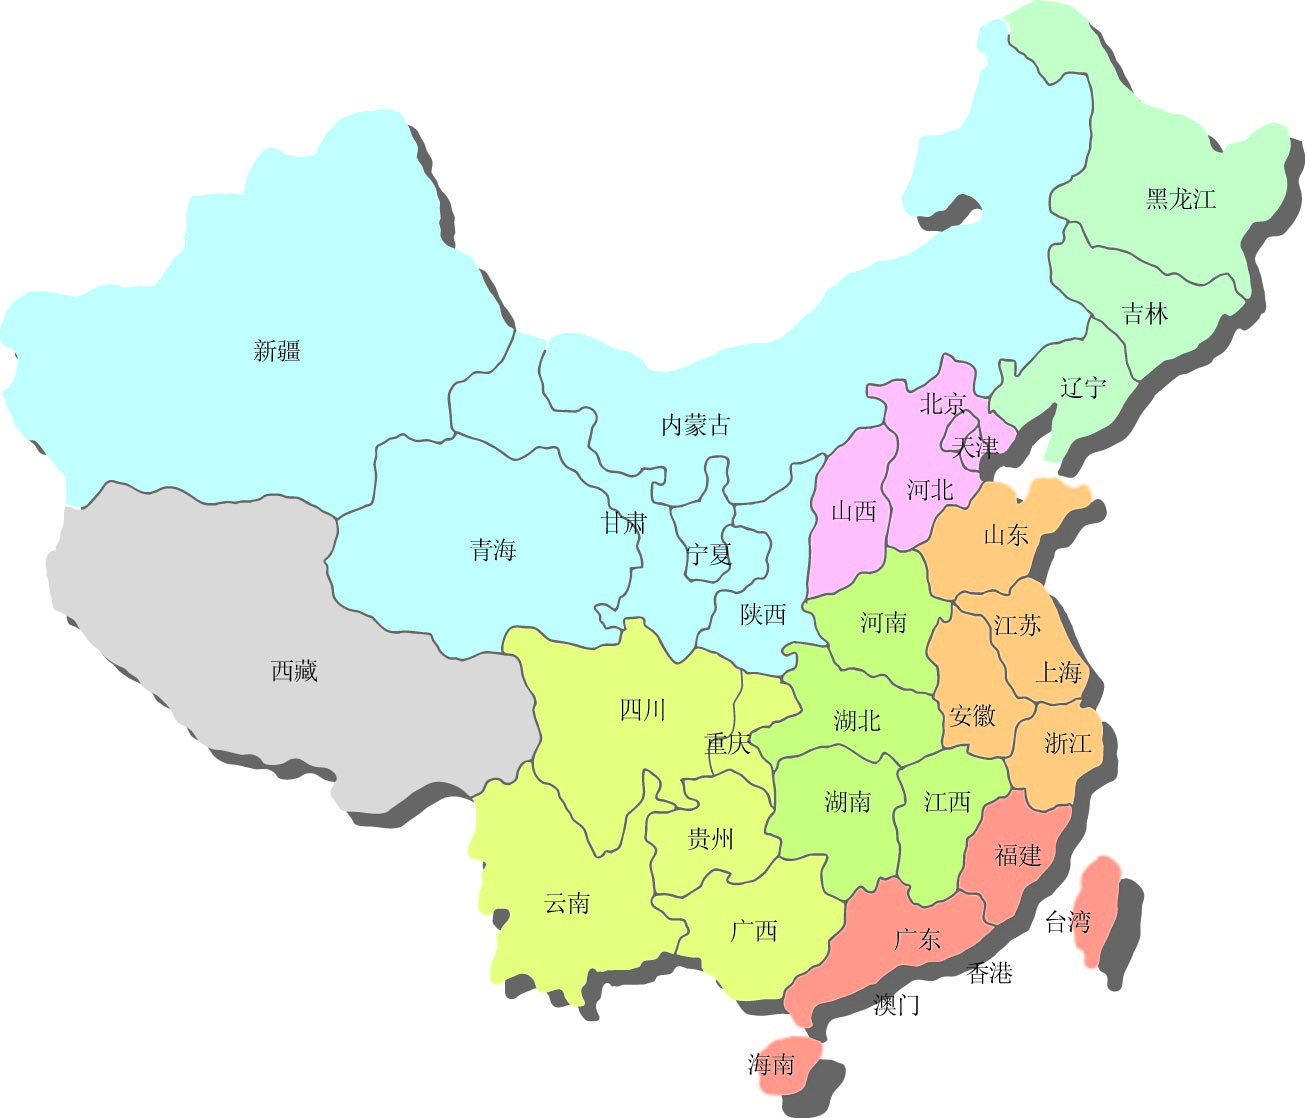 黑龙江
吉林
新疆
辽宁
北京
内蒙古
天津
河北
山西
甘肃
山东
青海
宁夏
陕西
河南
江苏
西藏
上海
四川
安徽
湖北
重庆
浙江
湖南
江西
贵州
福建
云南
台湾
广西
广东
香港
澳门
海南